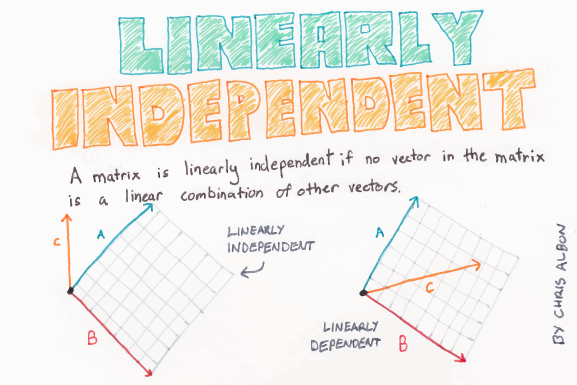 LINEARLY
INDEPENDENT
A matrix is linearly independent if no vector in the matrix
is a linear combination of other vectors.
C
A
B
LINEARLY
INDEPENDENT
A
C
B
LINEARLY
DEPENDENT
BY CHRIS ALBON